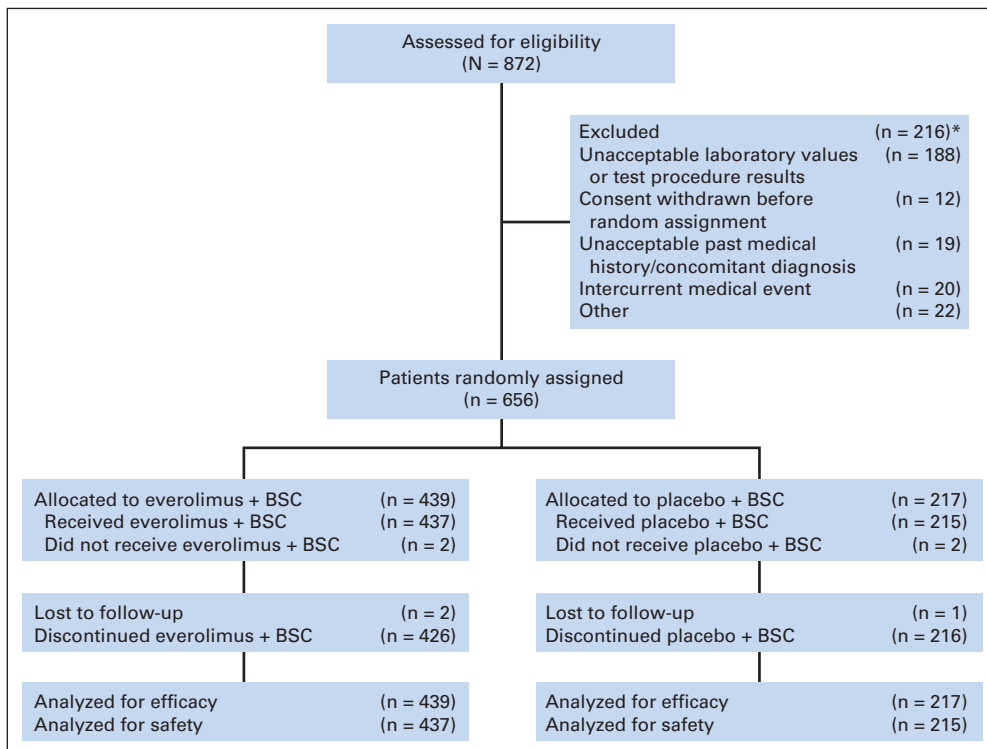 Assessed for eligibility
(N = 872)
Excluded (n = 216)*
Unacceptable laboratory values (n = 188)
or test procedure results
Consent withdrawn before (n = 12)
random assignment
Unacceptable past medical (n = 19)
history/concomitant diagnosis
Intercurrent medical event (n = 20)
Other (n = 22)
Patients randomly assigned
(n = 656)
Allocated to everolimus + BSC (n = 439)
Received everolimus + BSC (n = 437)
Did not receive everolimus + BSC (n = 2)
Allocated to placebo + BSC (n = 217)
Received placebo + BSC (n = 215)
Did not receive placebo + BSC (n = 2)
Lost to follow-up (n = 2)
Discontinued everolimus + BSC (n = 426)
Lost to follow-up (n = 1)
Discontinued placebo + BSC (n = 216)
Analyzed for efficacy (n = 439)
Analyzed for safety (n = 437)
Analyzed for efficacy (n = 217)
Analyzed for safety (n = 215)